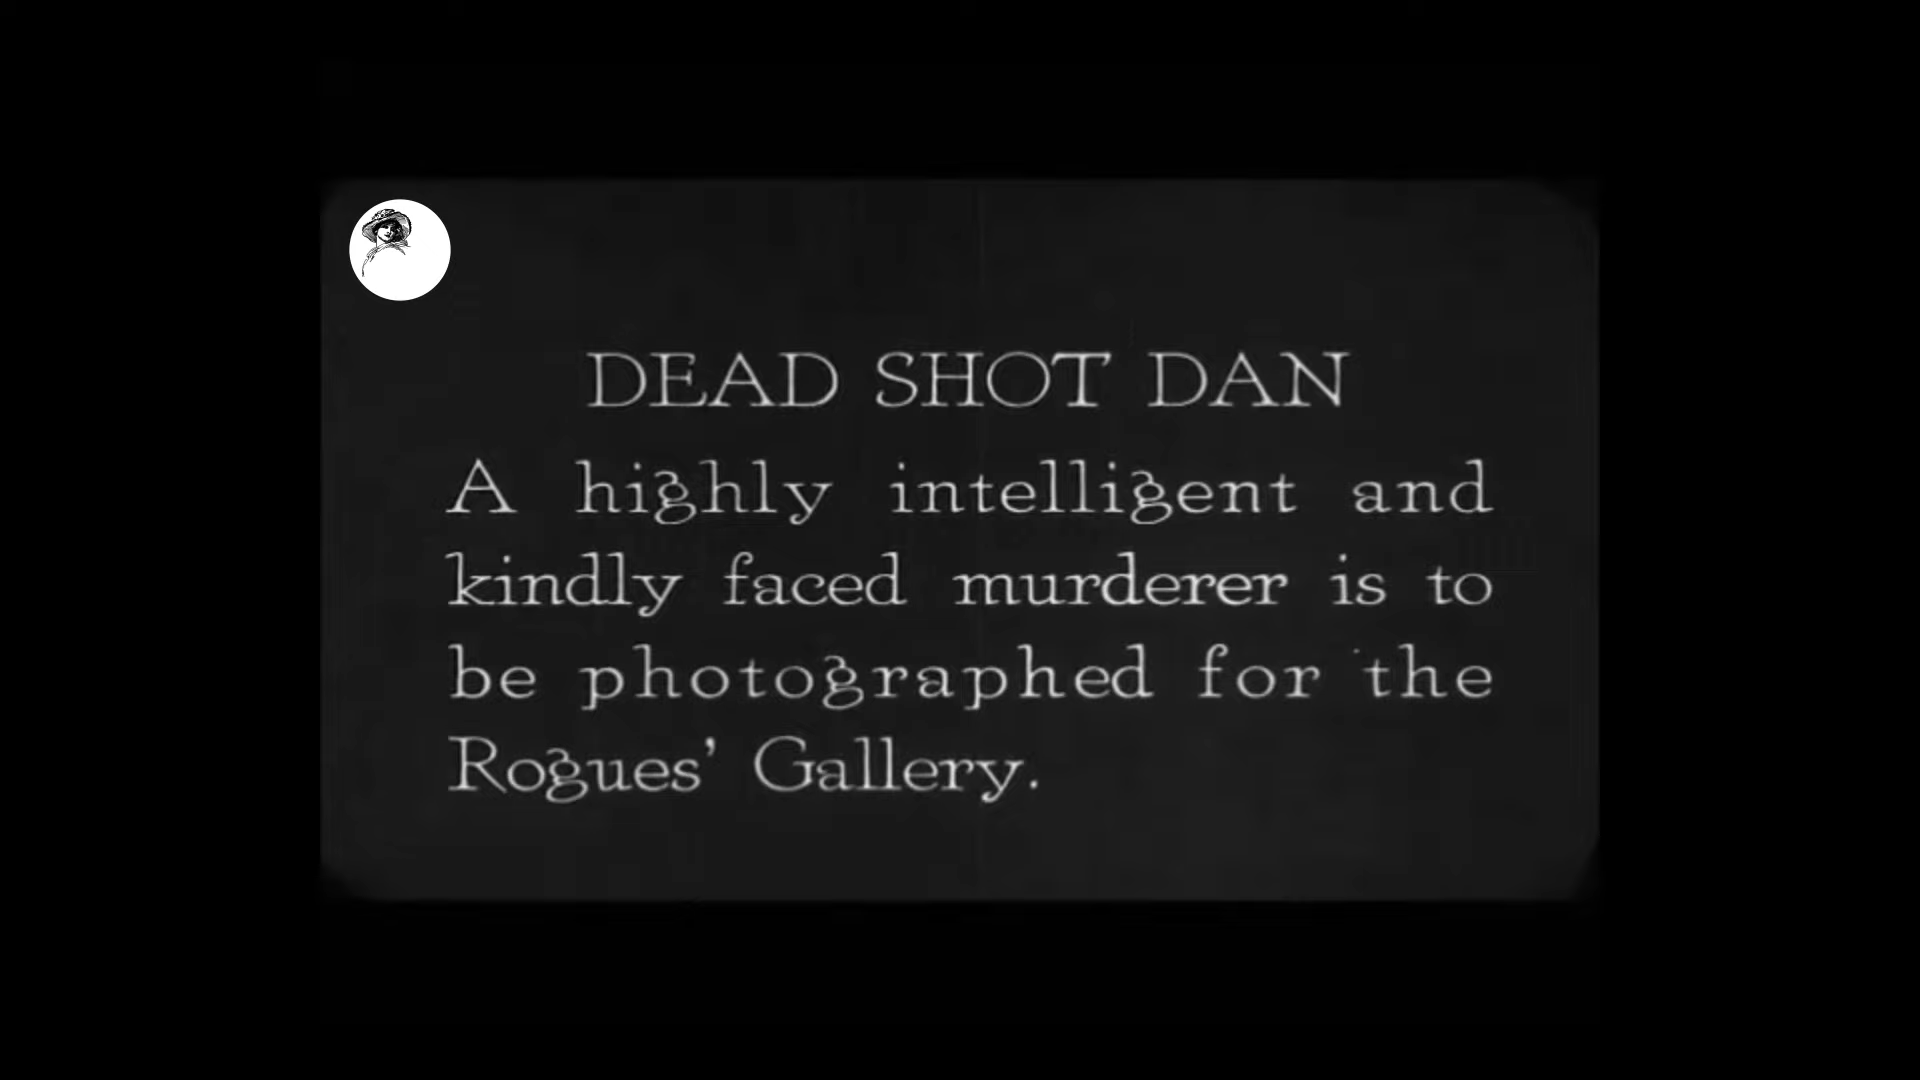 DEAD SHOT DAN
A highly intelligent and
kindly faced murderer is to
be photographed for the
Rogues’ Gallery.